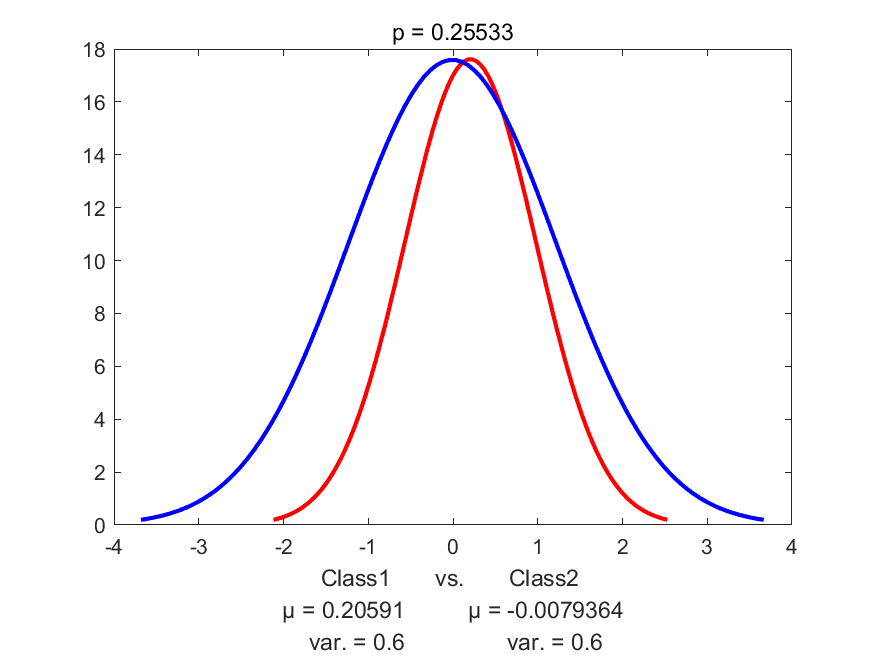 p = 0.25533
18
16
14
12
10
8
6
4
2
0
-4 -3 -2 -1 0 1 2 3 4
Class1 vs. Class2
μ = 0.20591 μ = -0.0079364
var. = 0.6 var. = 0.6